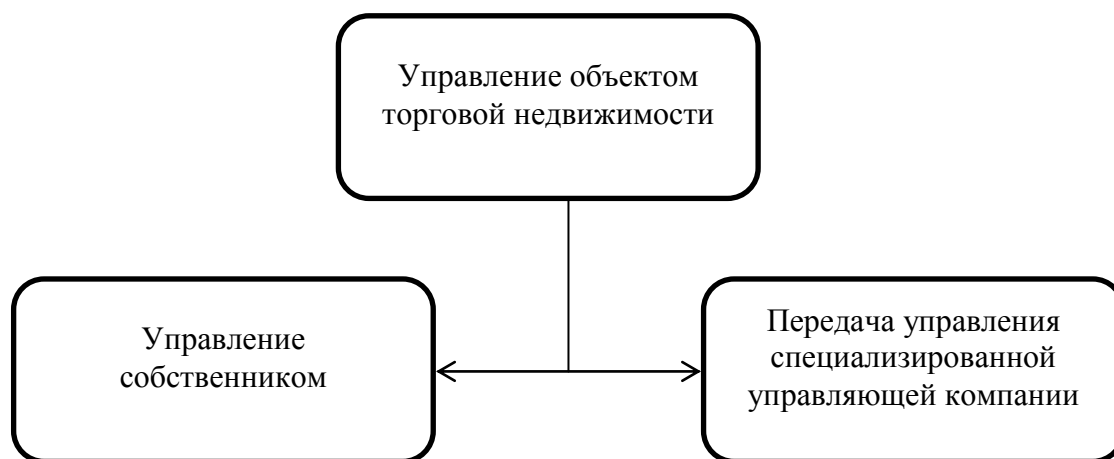 Управление объектом
торговой недвижимости
Управление
собственником
Передача управления
специализированной
управляющей компании